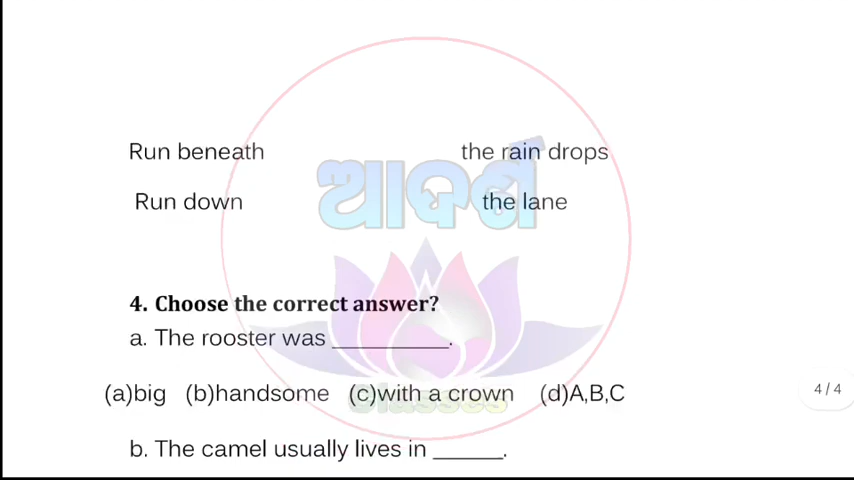 Run beneath the rain drops
ଆଦର୍ଶ
Run down the lane
4. Choose the correct answer?
a. The rooster was __________.
(a)big (b)handsome (c)with a crown (d)A,B,C
Classes
4 / 4
b. The camel usually lives in ______.